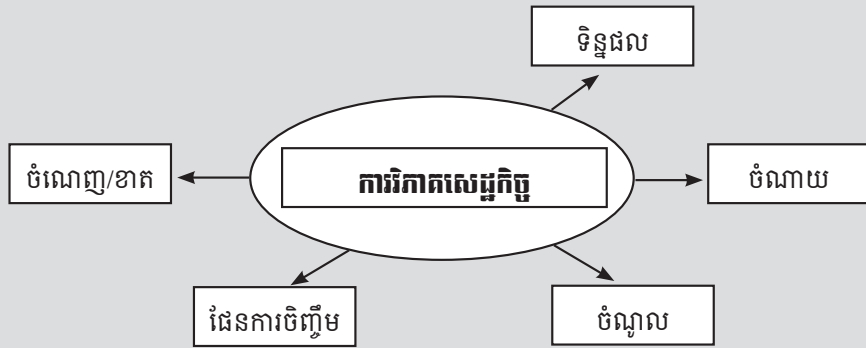 ទិន្នផល
ចំណេញ/ខាត
ការវិភាគសេដ្ឋកិច្ច
ចំណាយ
ផែនការចិញ្ចឹម
ចំណូល